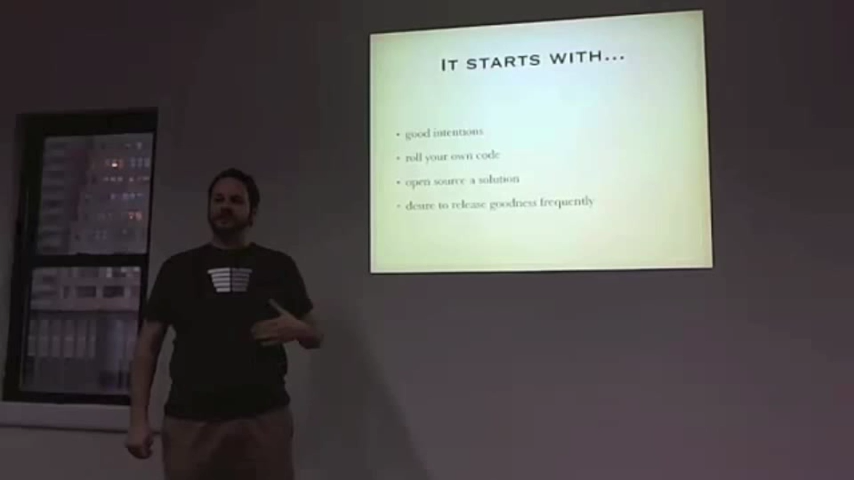 It starts with...
• good intentions
• roll your own code
• open source a solution
• desire to release goodness frequently